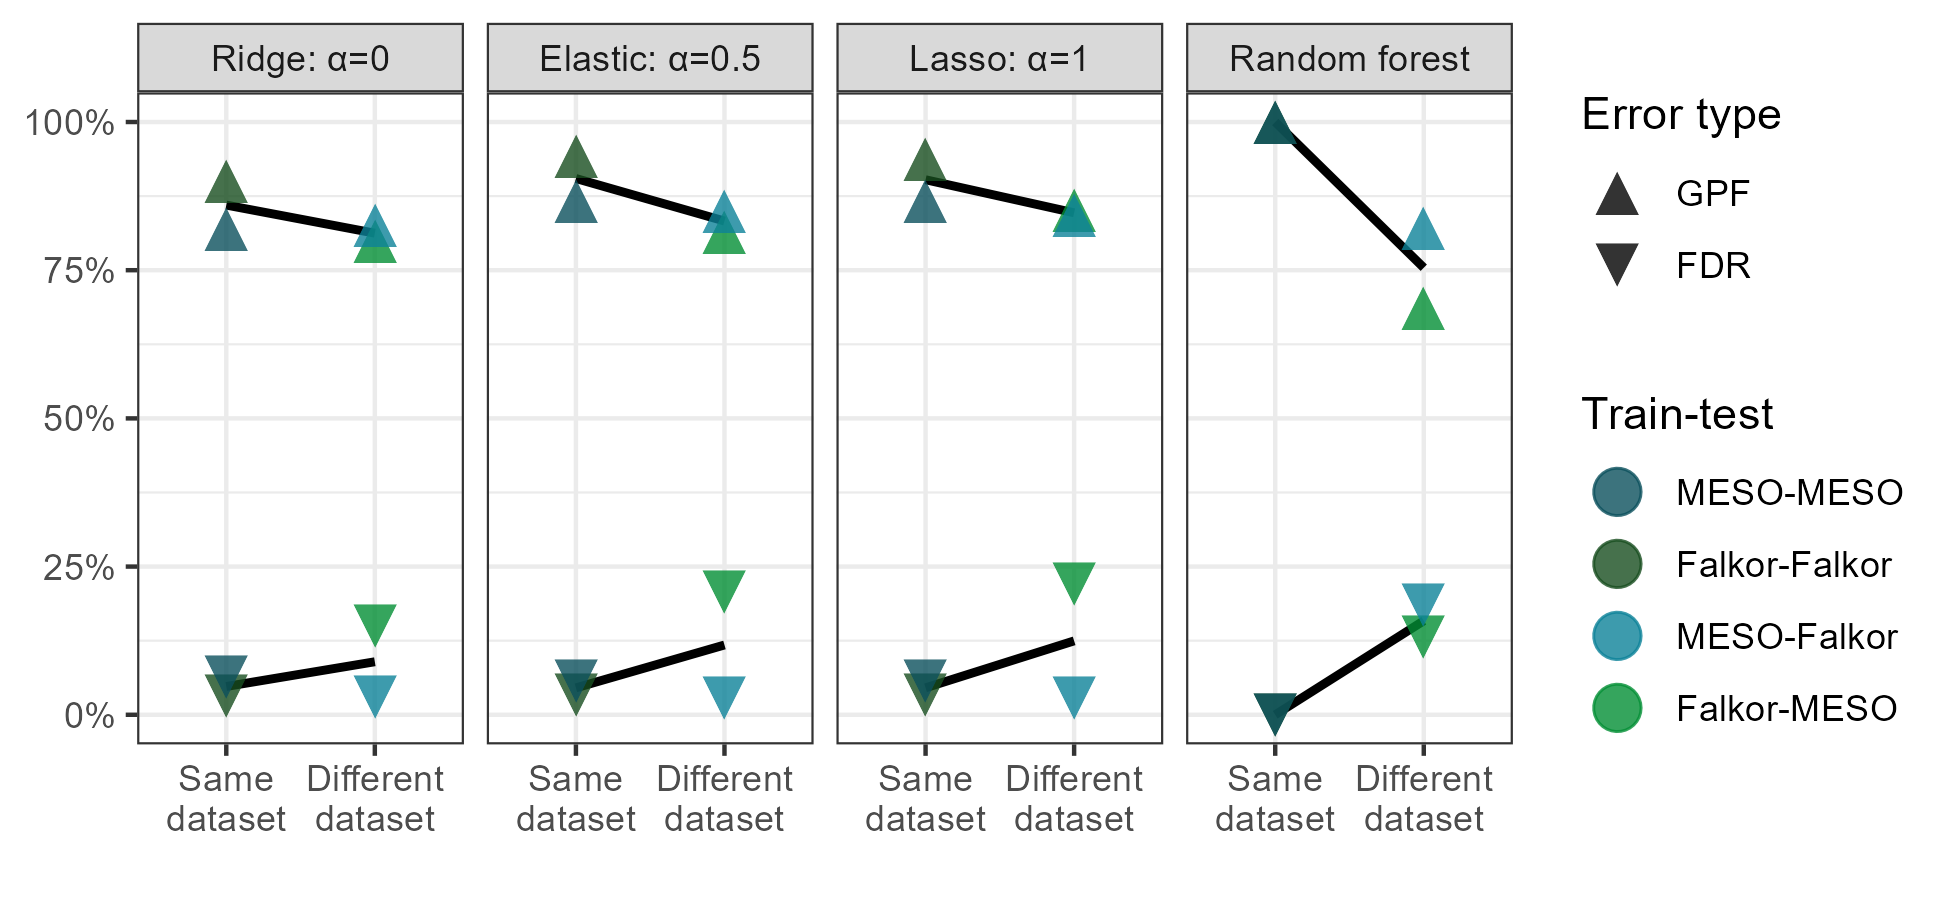 Ridge: α=0
Elastic: α=0.5
Lasso: α=1
Random forest
100%
75%
50%
25%
0%
Same
dataset
Different
dataset
Same
dataset
Different
dataset
Same
dataset
Different
dataset
Same
dataset
Different
dataset
Error type
GPF
FDR
Train-test
MESO-MESO
Falkor-Falkor
MESO-Falkor
Falkor-MESO